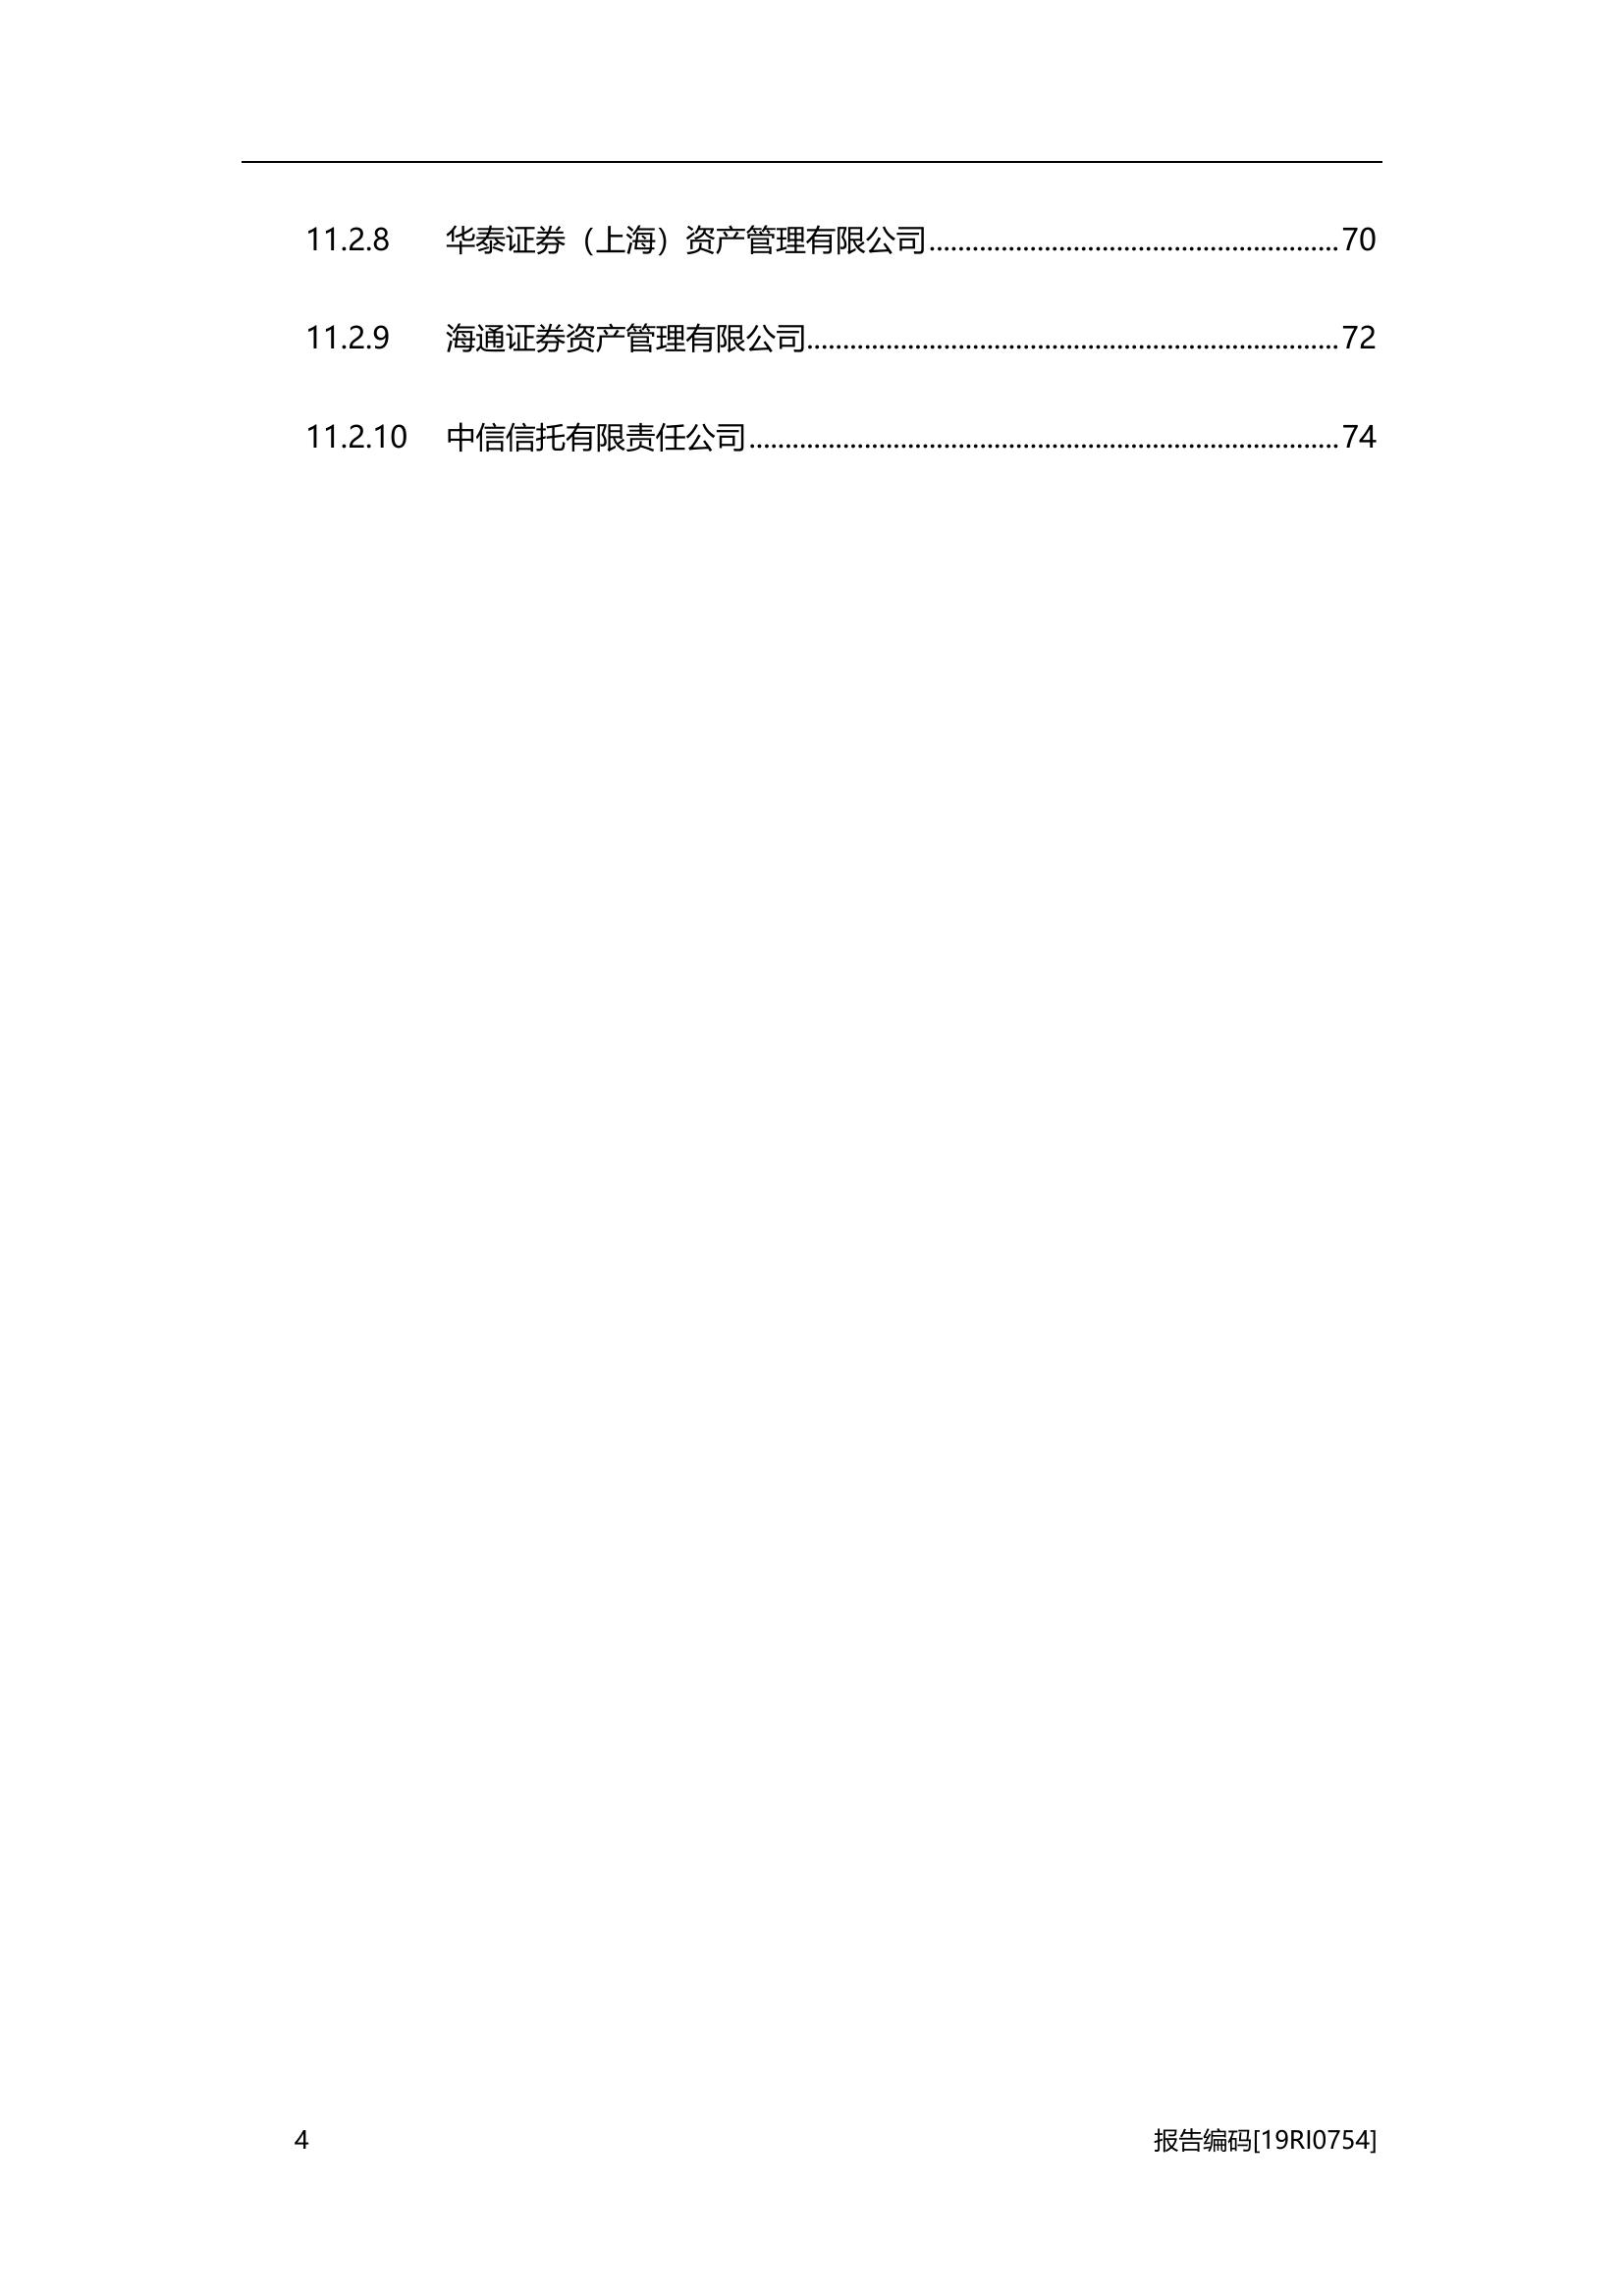 11.2.8 华泰证券（上海）资产管理有限公司........................................................70
11.2.9 海通证券资产管理有限公司.........................................................................72
11.2.10 中信信托有限责任公司.................................................................................74
4 报告编码[19RI0754]